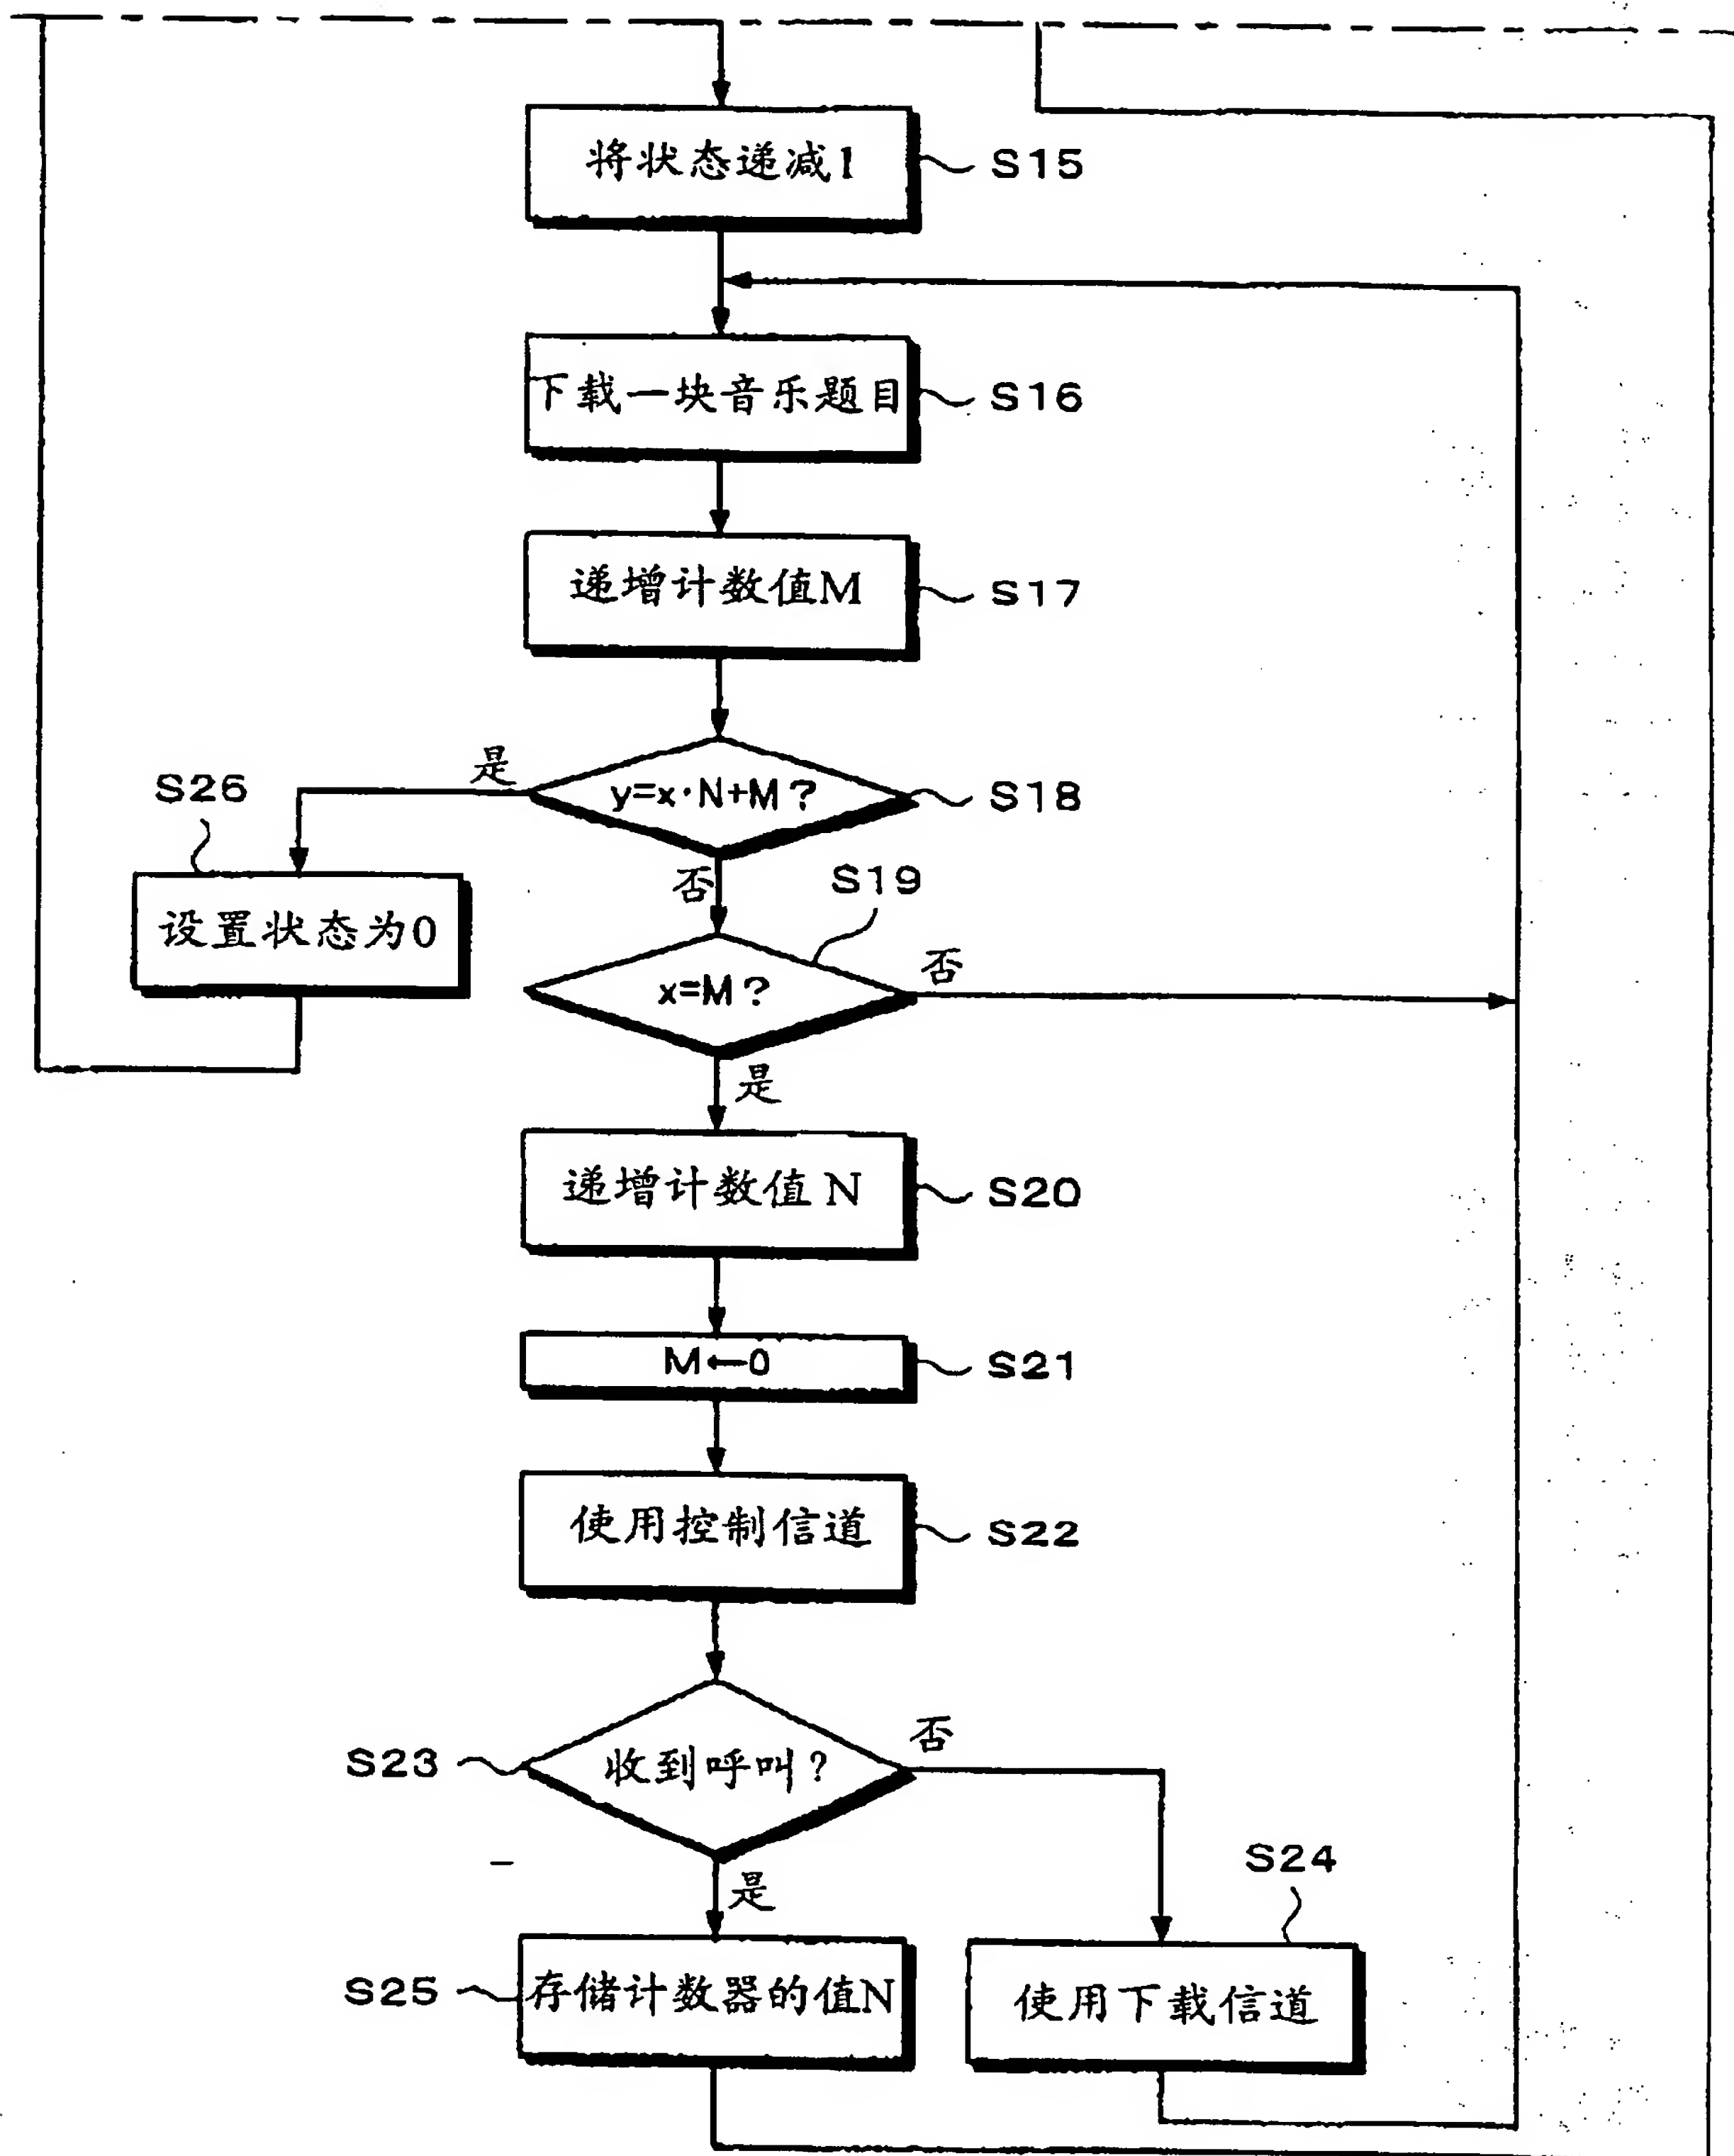 将状态递减1
S15
下载一块音乐题目
S16
递增计数值M
S17
是
y=x·N+M?
S18
S26
设置状态为0
否
S19
x=M?
否
是
递增计数值N
S20
M←0
S21
使用控制信道
S22
S23
收到呼叫?
否
是
S24
S25
存储计数器的值N
使用下载信道